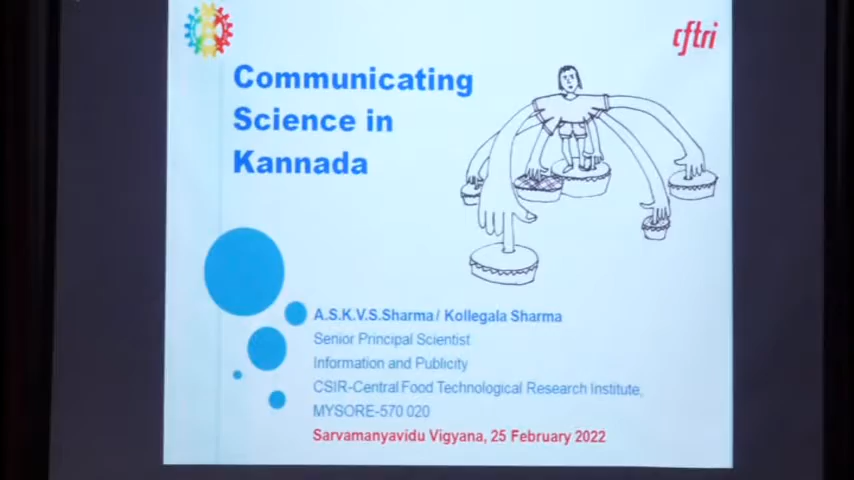 cftri
Communicating
Science in
Kannada
A.S.K.V.S.Sharma/ Kollegala Sharma
Senior Principal Scientist
Information and Publicity
CSIR-Central Food Technological Research Institute,
MYSORE-570 020
Sarvamanyavidu Vigyana, 25 February 2022